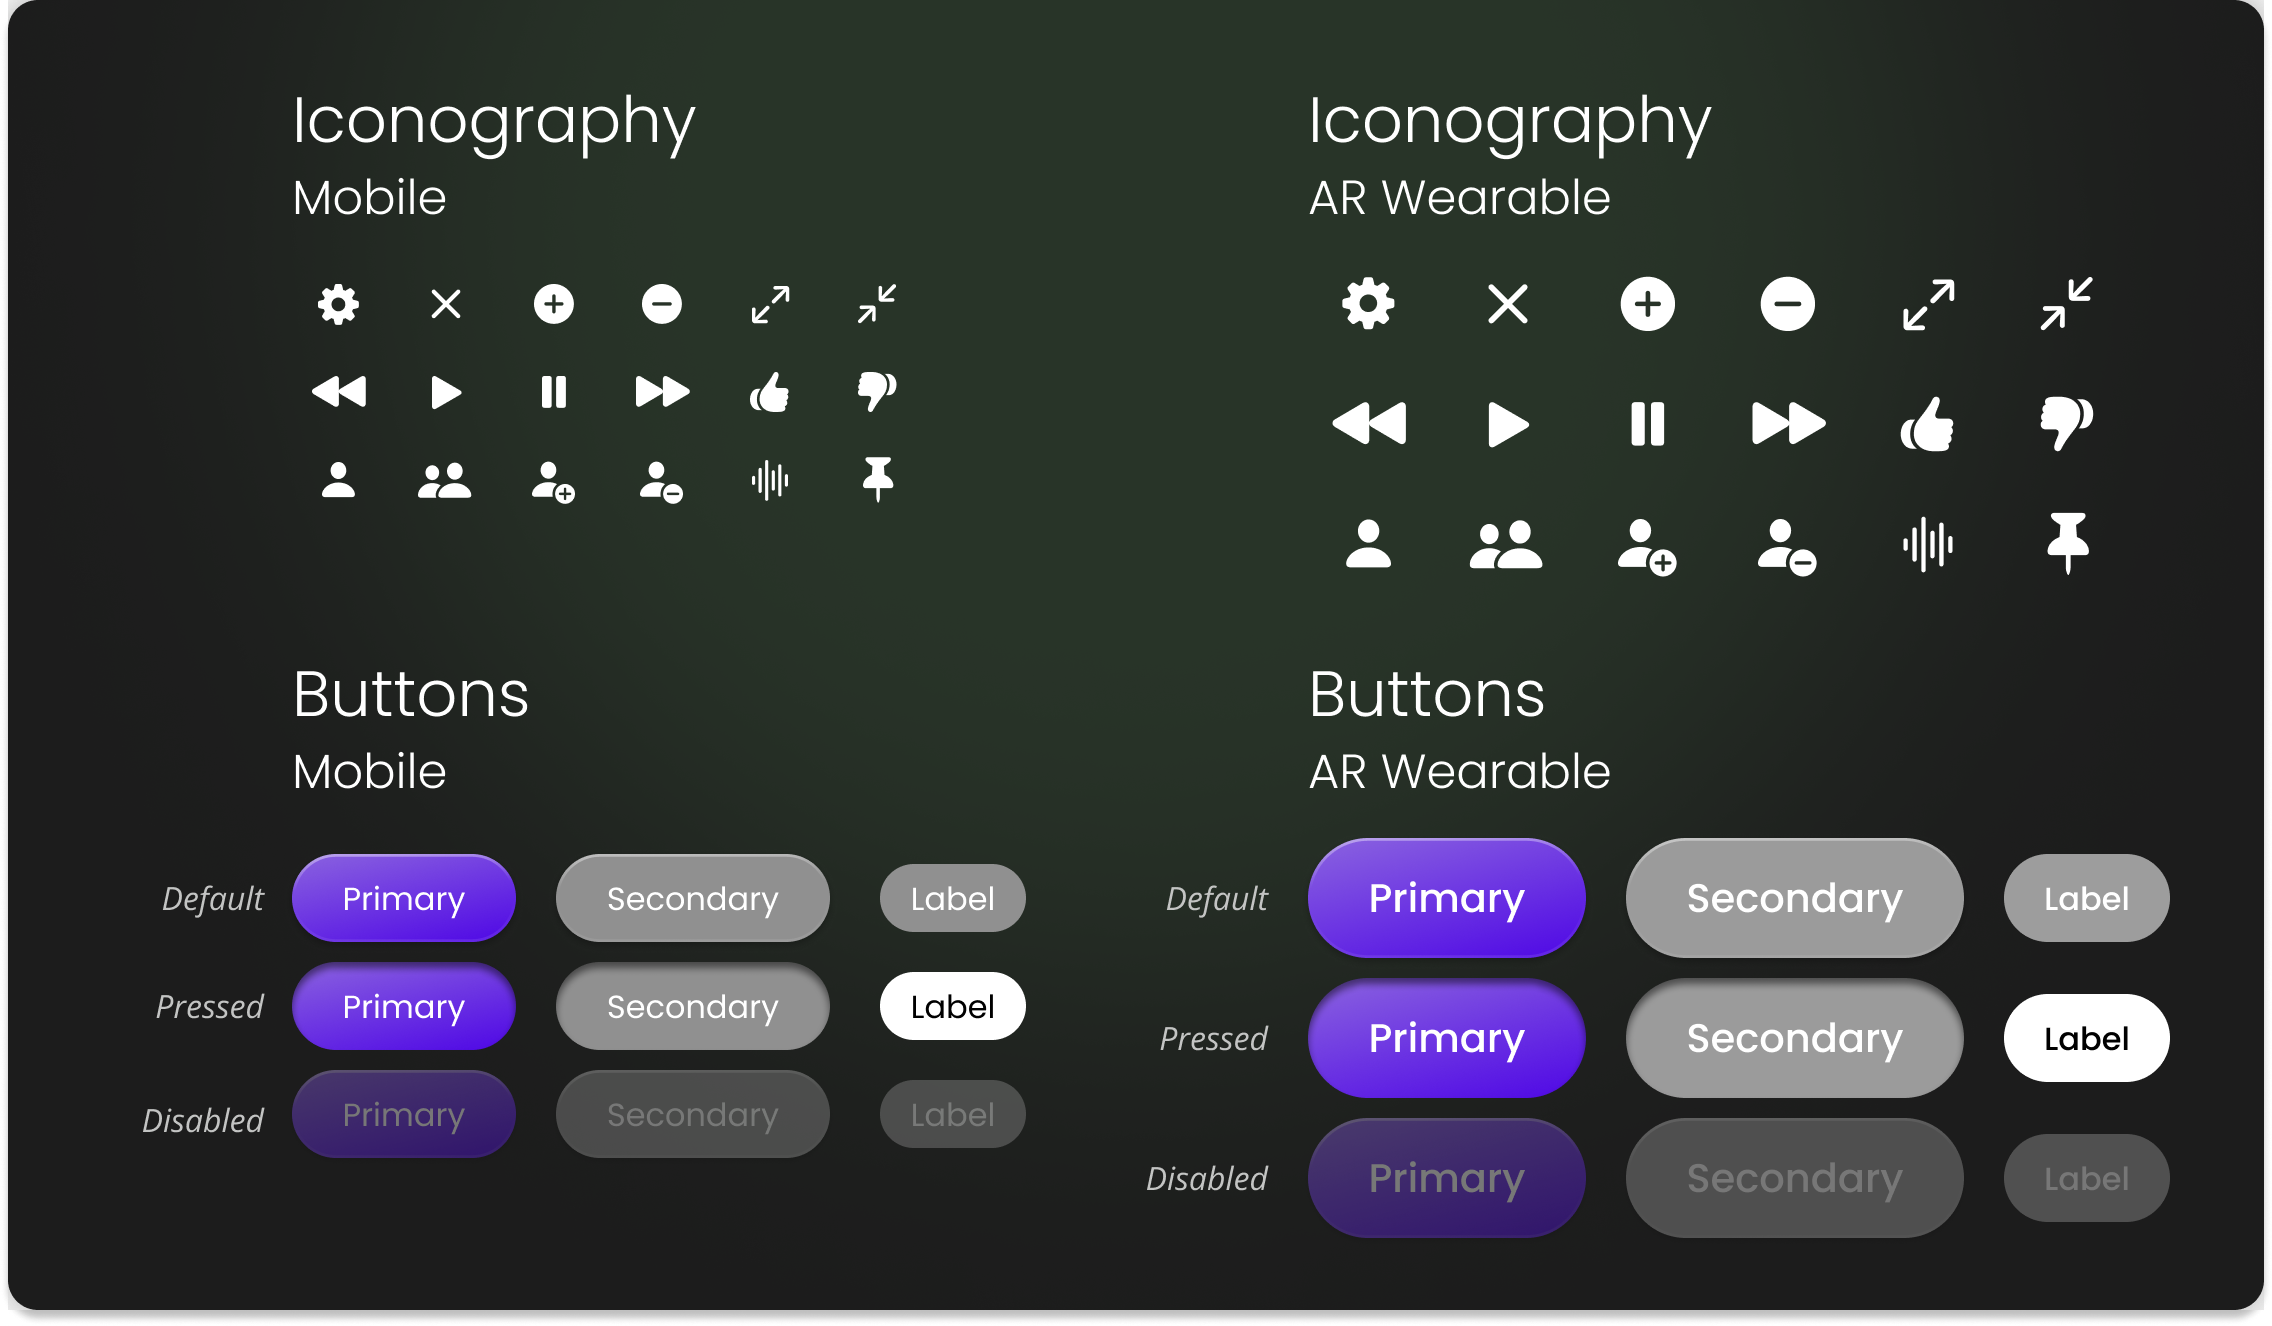 Iconography
Mobile
Iconography
AR Wearable
Buttons
Mobile
Default Primary Secondary Label
Pressed Primary Secondary Label
Disabled Primary Secondary Label
Buttons
AR Wearable
Default Primary Secondary Label
Pressed Primary Secondary Label
Disabled Primary Secondary Label